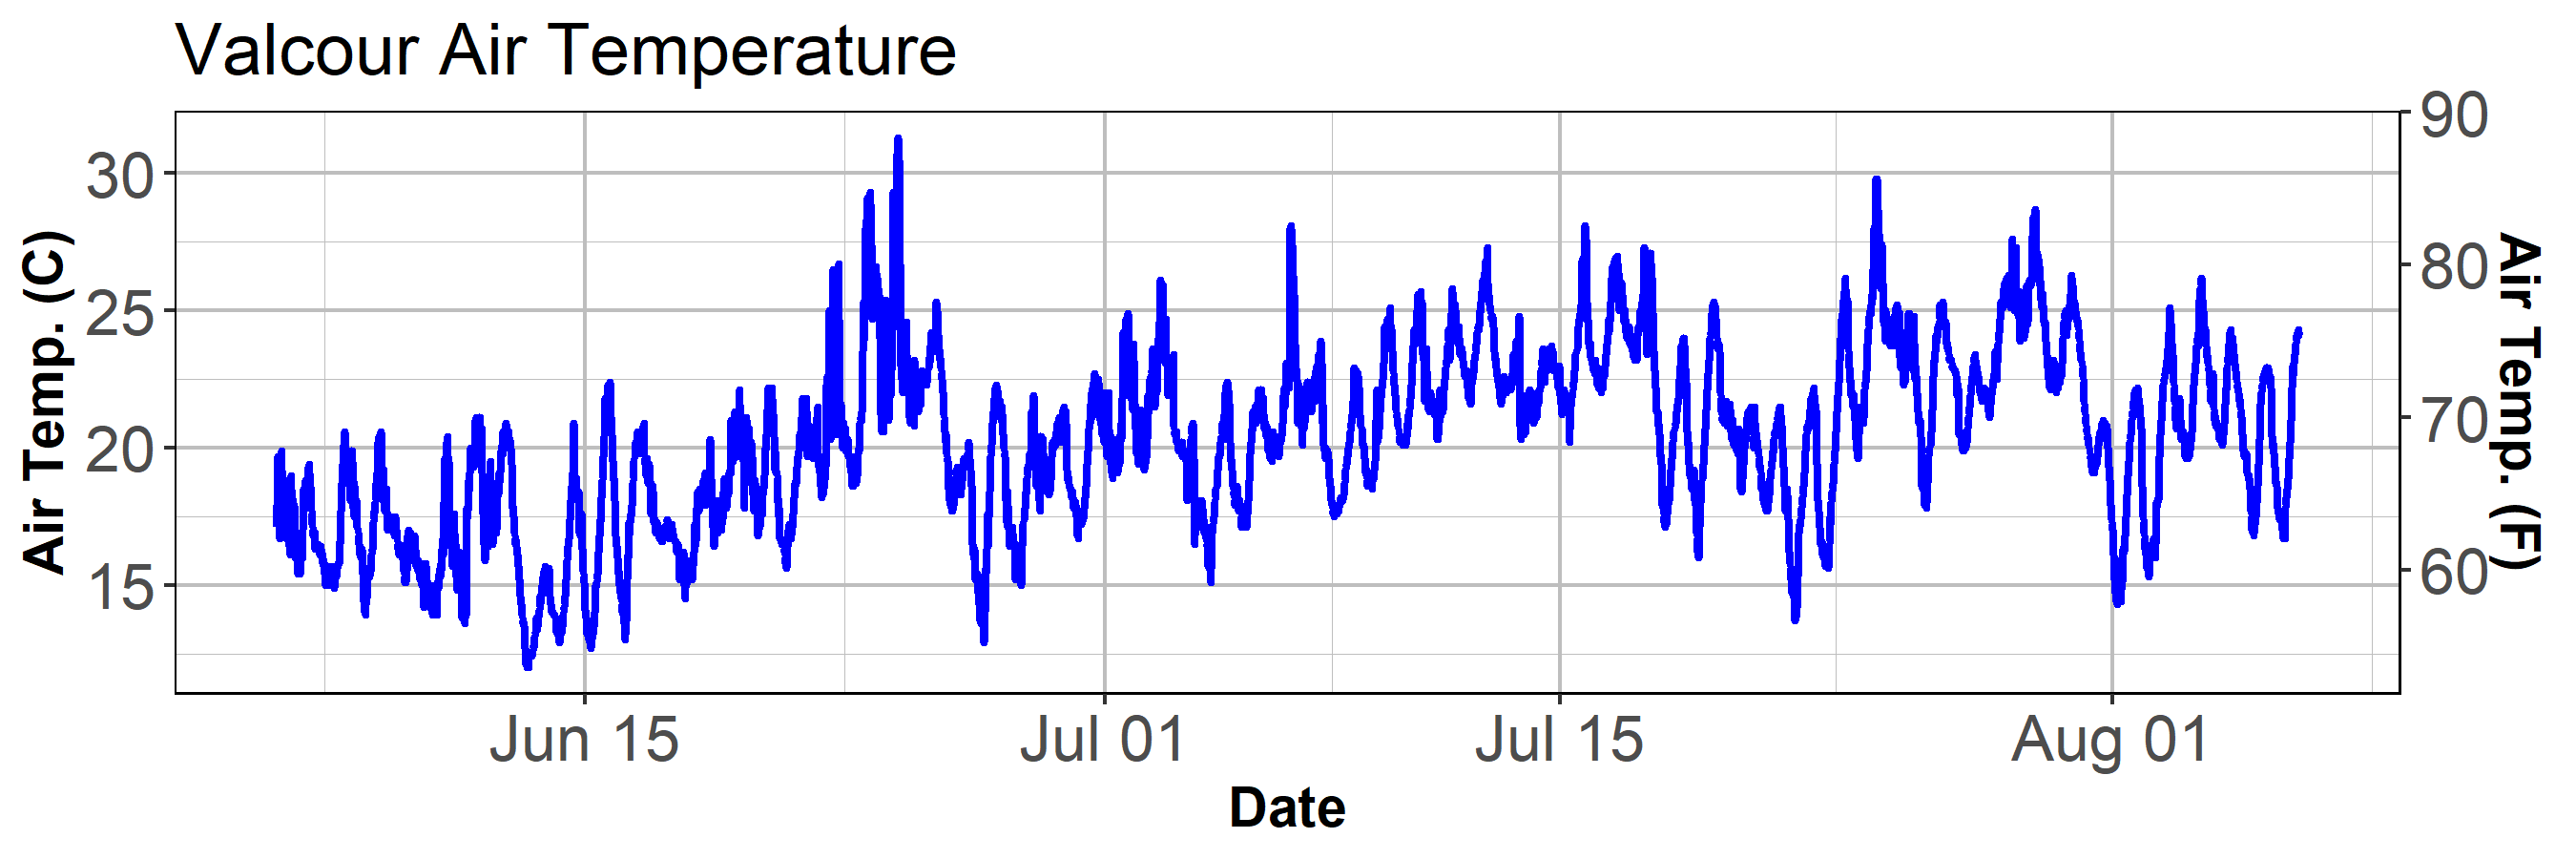 Valcour Air Temperature
Air Temp. (C)
30
25
20
15
90
80
70
60
Air Temp. (F)
Jun 15
Jul 01
Jul 15
Aug 01
Date